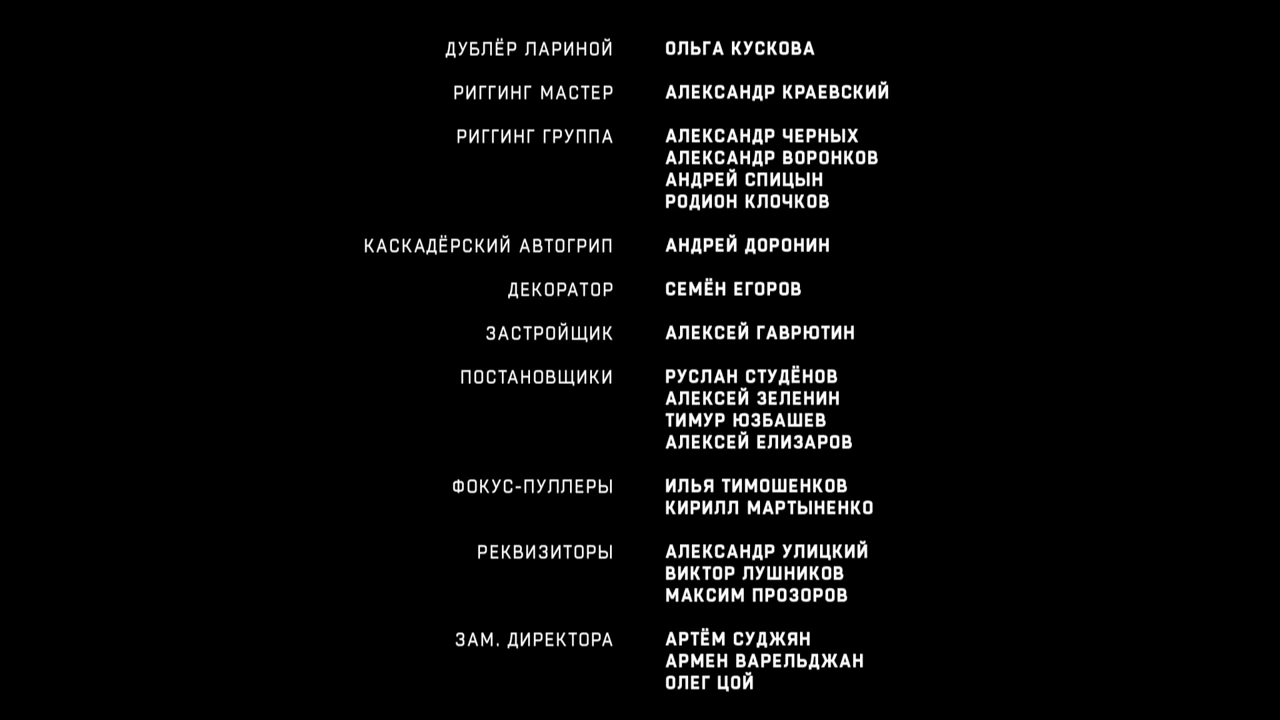 ДУБЛЁР ЛАРИНОЙ ОЛЬГА КУСКОВА
РИГГИНГ МАСТЕР АЛЕКСАНДР КРАЕВСКИЙ
РИГГИНГ ГРУППА АЛЕКСАНДР ЧЕРНЫХ
АЛЕКСАНДР ВОРОНКОВ
АНДРЕЙ СПИЦЫН
РОДИОН КЛОЧКОВ
КАСКАДЁРСКИЙ АВТОГРИП АНДРЕЙ ДОРОНИН
ДЕКОРАТОР СЕМЁН ЕГОРОВ
ЗАСТРОЙЩИК АЛЕКСЕЙ ГАВРЮТИН
ПОСТАНОВЩИКИ РУСЛАН СТУДЁНОВ
АЛЕКСЕЙ ЗЕЛЕНИН
ТИМУР ЮЗБАШЕВ
АЛЕКСЕЙ ЕЛИЗАРОВ
ФОКУС-ПУЛЛЕРЫ ИЛЬЯ ТИМОШЕНКОВ
КИРИЛЛ МАРТЫНЕНКО
РЕКВИЗИТОРЫ АЛЕКСАНДР УЛИЦКИЙ
ВИКТОР ЛУШНИКОВ
МАКСИМ ПРОЗОРОВ
ЗАМ. ДИРЕКТОРА АРТЁМ СУДЖЯН
АРМЕН ВАРЕЛЬДЖАН
ОЛЕГ ЦОЙ